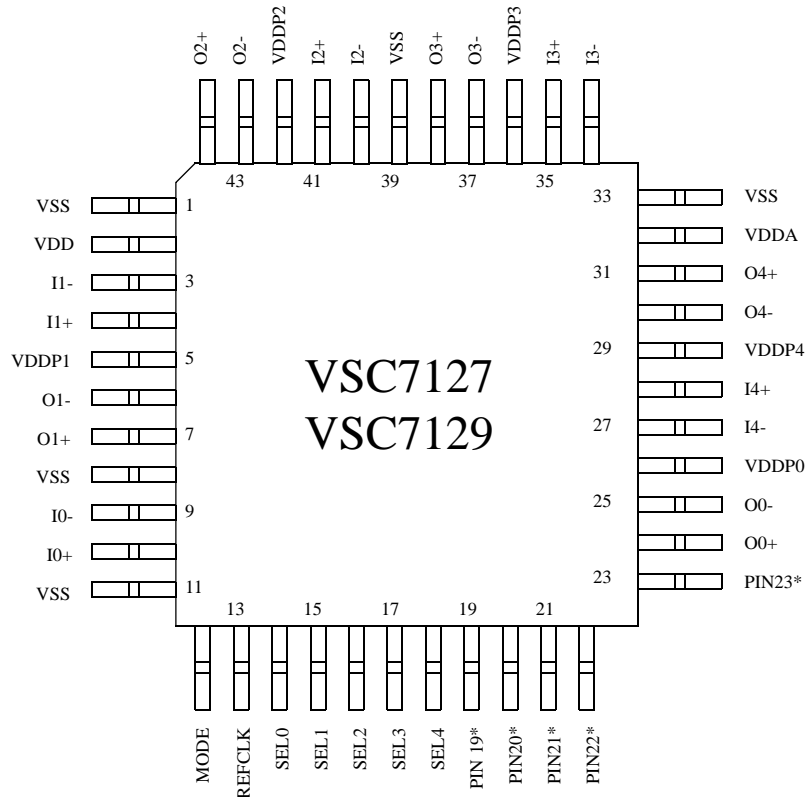 O2+
O2-
VDDP2
I2+
I2-
VSS
O3+
O3-
VDDP3
I3+
I3-
43
41
39
37
35
VSS
1
33
VSS
VDD
VDDA
I1-
3
31
O4+
I1+
O4-
VDDP1
5
29
VDDP4
VSC7127
O1-
I4+
VSC7129
O1+
7
27
I4-
VSS
VDDP0
I0-
9
25
O0-
I0+
O0+
VSS
11
23
PIN23*
13
15
17
19
21
MODE
REFCLK
SEL0
SEL1
SEL2
SEL3
SEL4
PIN 19*
PIN20*
PIN21*
PIN22*